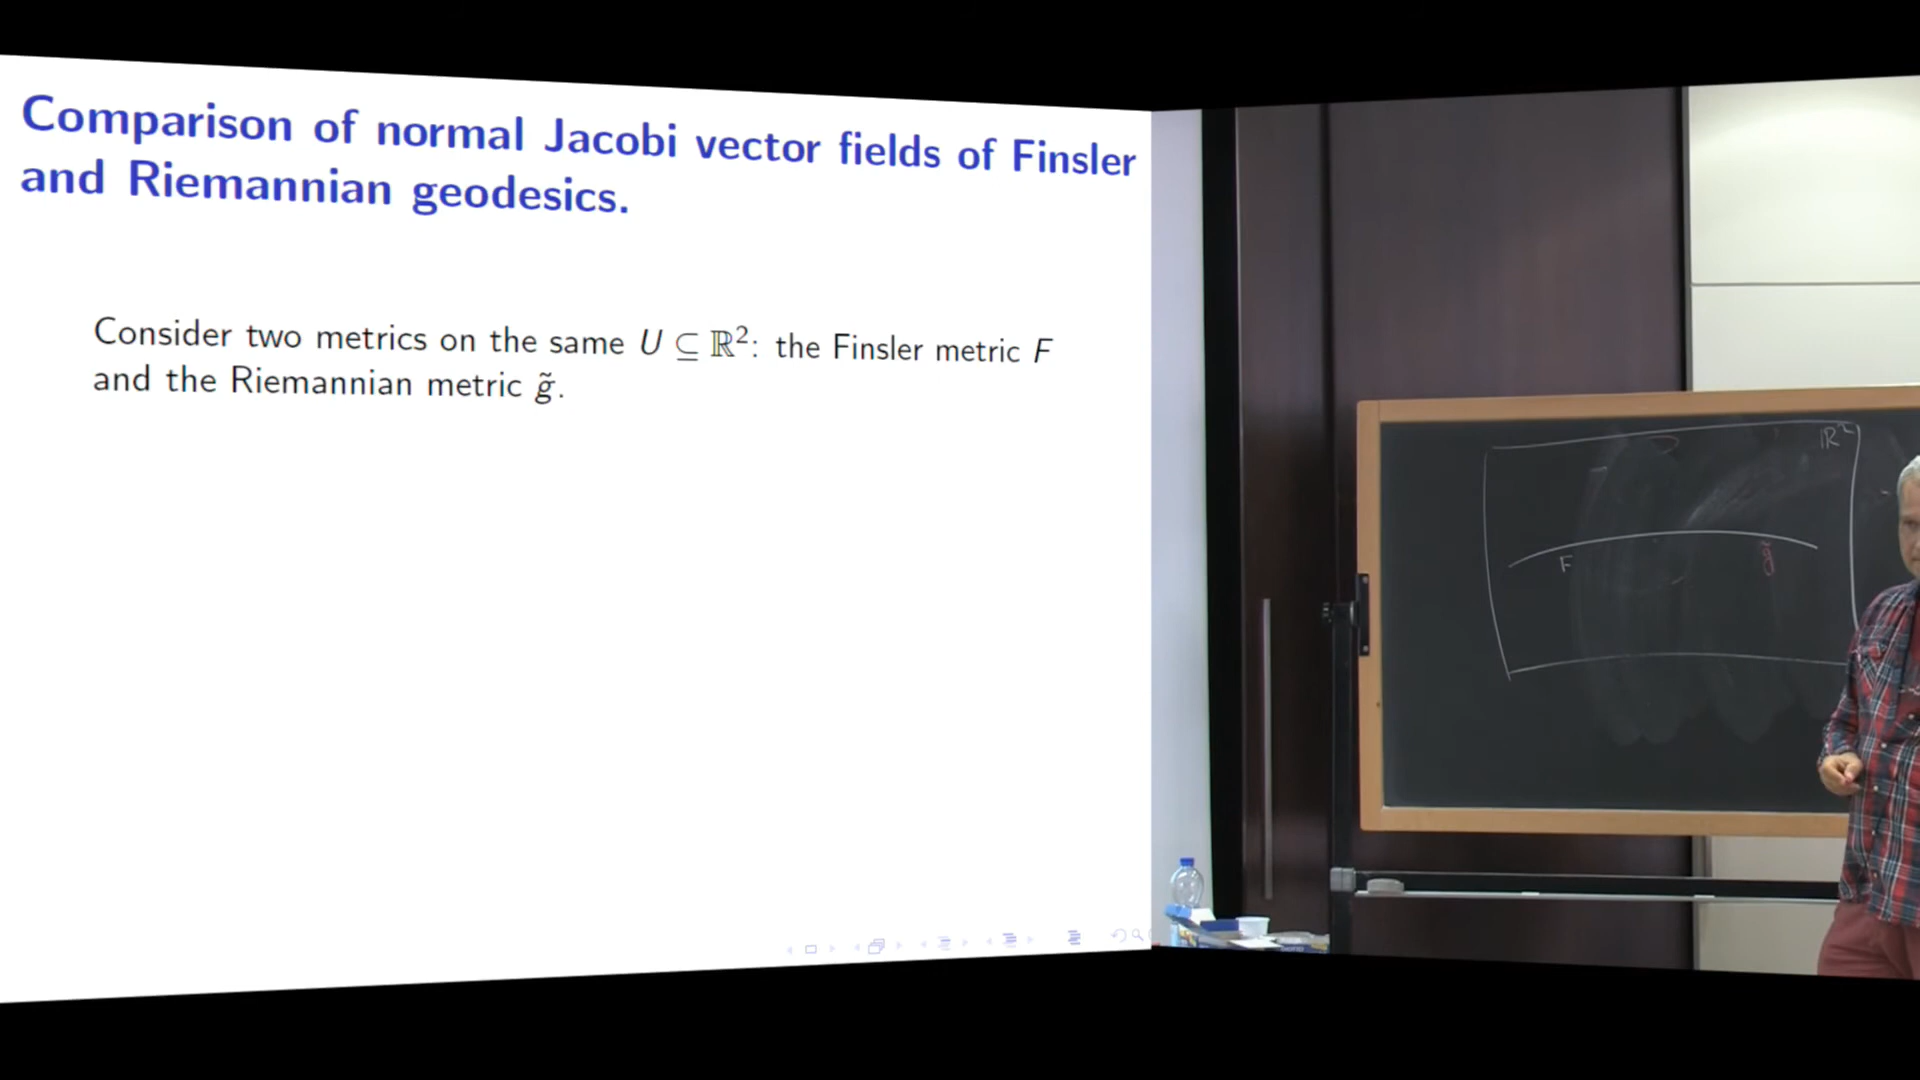 Comparison of normal Jacobi vector fields of Finsler
and Riemannian geodesics.
Consider two metrics on the same U ⊆ ℝ²: the Finsler metric F
and the Riemannian metric g̃.
ℝ²
F
g̃